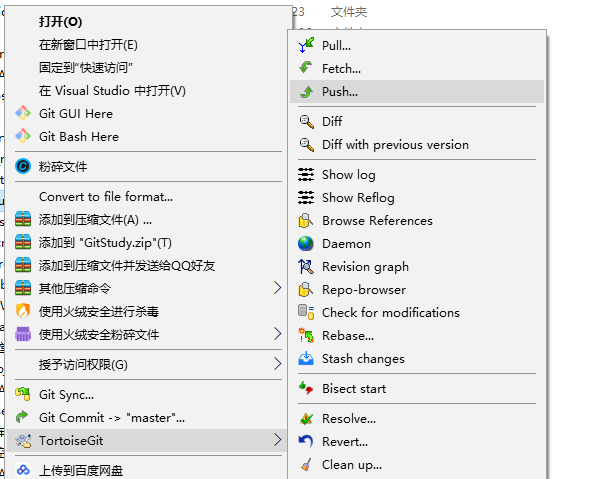 23 文件夹
打开(O)
在新窗口中打开(E)
固定到"快速访问"
在 Visual Studio 中打开(V)
Git GUI Here
Git Bash Here
粉碎文件
Convert to file format...
添加到压缩文件(A) ...
添加到 "GitStudy.zip"(T)
添加到压缩文件并发送给QQ好友
其他压缩命令
使用火绒安全进行杀毒
使用火绒安全粉碎文件
授予访问权限(G)
Git Sync...
Git Commit -> "master"...
TortoiseGit
上传到百度网盘
Pull...
Fetch...
Push...
Diff
Diff with previous version
Show log
Show Reflog
Browse References
Daemon
Revision graph
Repo-browser
Check for modifications
Rebase...
Stash changes
Bisect start
Resolve...
Revert...
Clean up...